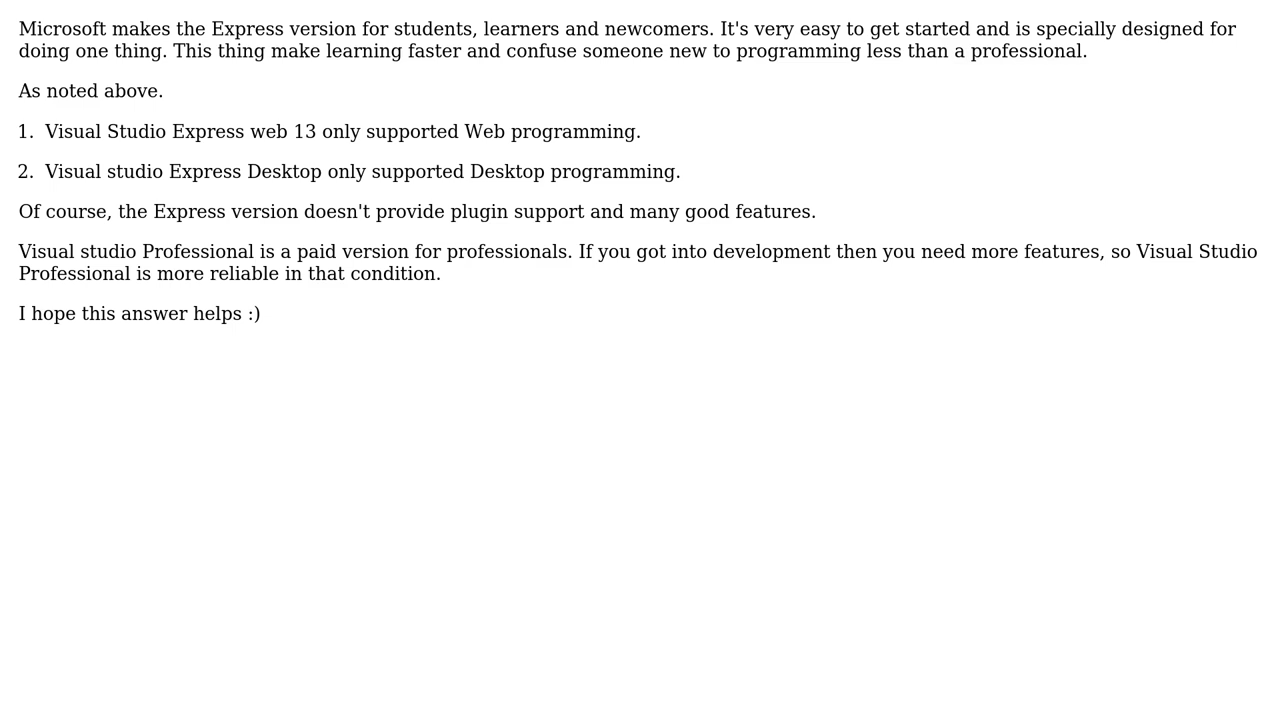 Microsoft makes the Express version for students, learners and newcomers. It's very easy to get started and is specially designed for
doing one thing. This thing make learning faster and confuse someone new to programming less than a professional.
As noted above.
1. Visual Studio Express web 13 only supported Web programming.
2. Visual studio Express Desktop only supported Desktop programming.
Of course, the Express version doesn't provide plugin support and many good features.
Visual studio Professional is a paid version for professionals. If you got into development then you need more features, so Visual Studio
Professional is more reliable in that condition.
I hope this answer helps :)